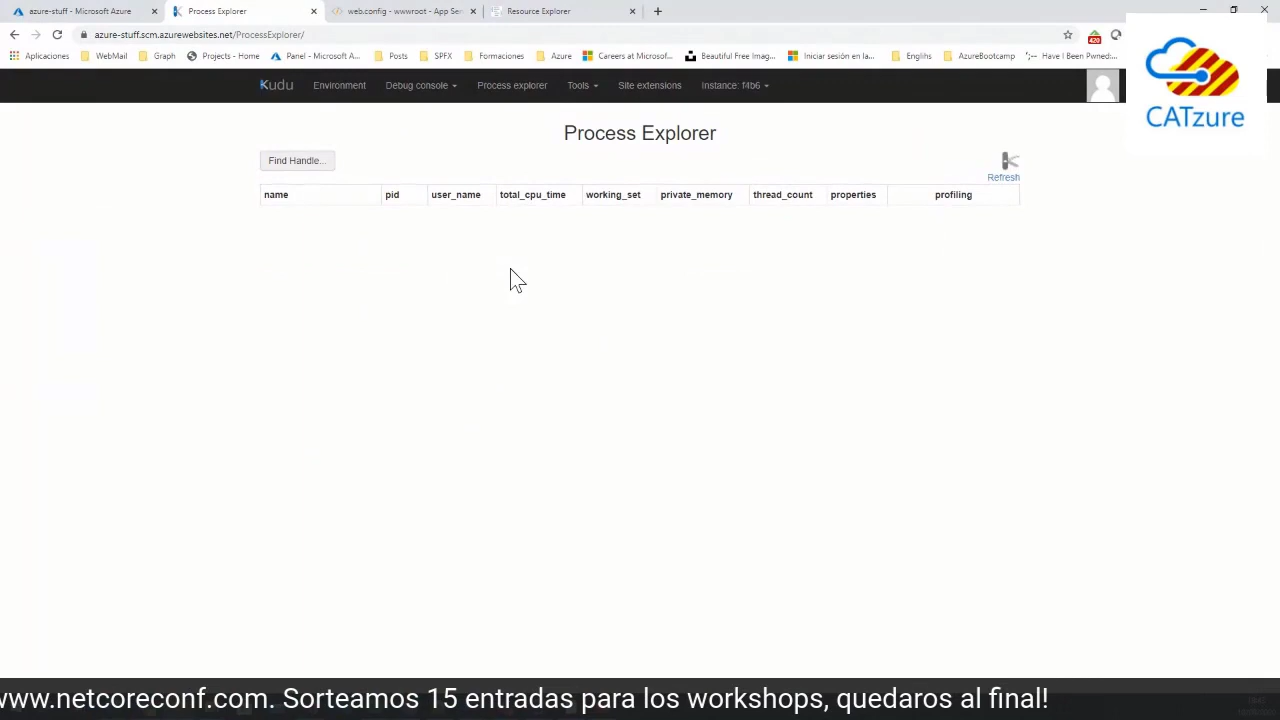 azure-stuff - Microsoft Azure
Process Explorer
web.config - wwwroot - App Ser
Resource Explorer
azure-stuff.scm.azurewebsites.net/ProcessExplorer/
420
Aplicaciones
WebMail
Graph
Projects - Home
Panel - Microsoft A...
Posts
SPFX
Formaciones
Azure
Careers at Microsof...
Beautiful Free Imag...
Iniciar sesión en la...
Englihs
AzureBootcamp
Have I Been Pwned:...
Kudu
Environment
Debug console
Process explorer
Tools
Site extensions
Instance: f4b6
CATzure
Process Explorer
Find Handle...
Refresh
name pid user_name total_cpu_time working_set private_memory thread_count properties profiling
www.netcoreconf.com. Sorteamos 15 entradas para los workshops, quedaros al final!